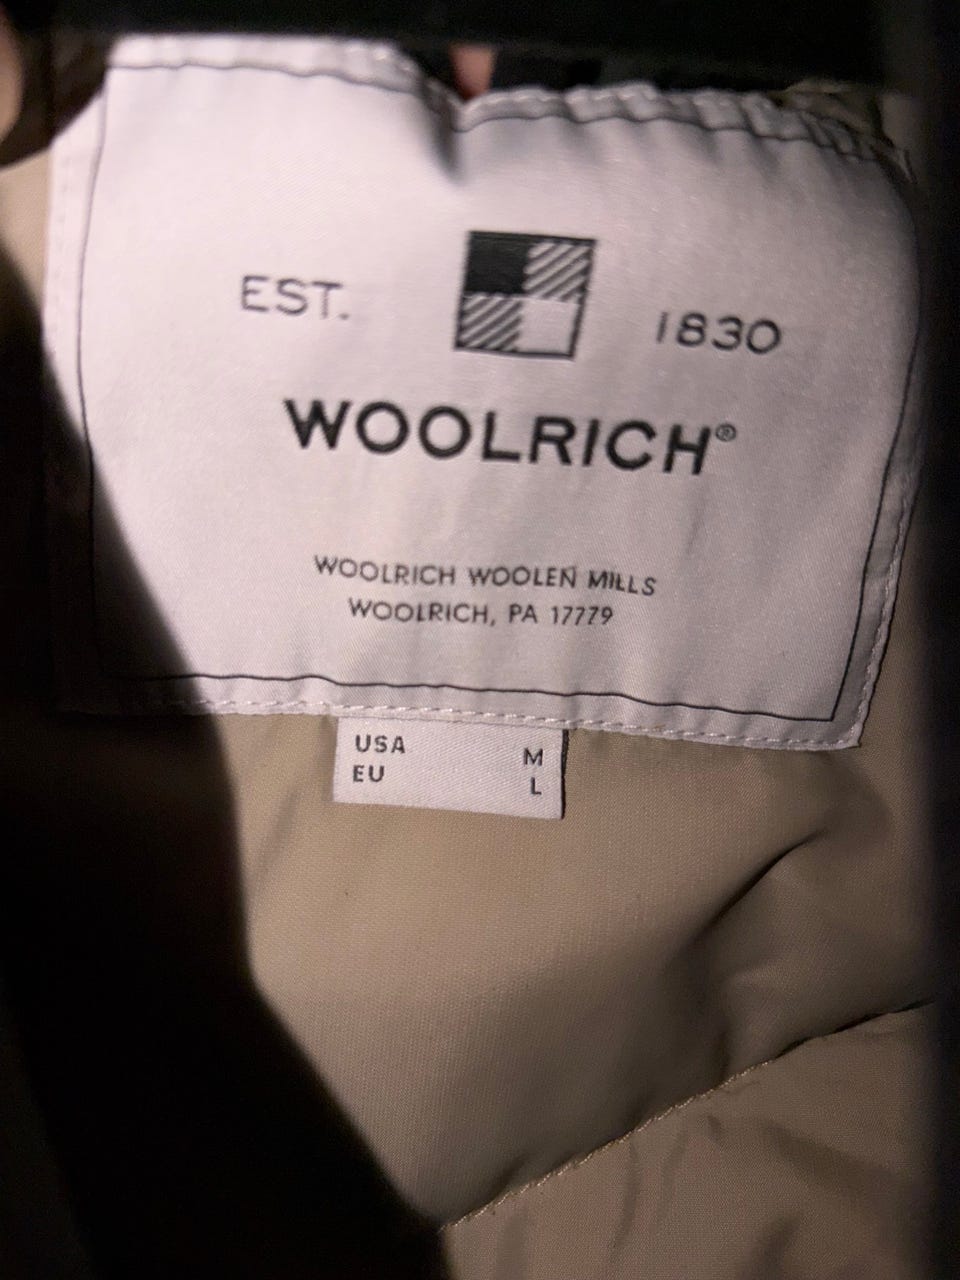 EST. 1830
WOOLRICH®
WOOLRICH WOOLEN MILLS
WOOLRICH, PA 17779
USA M
EU L